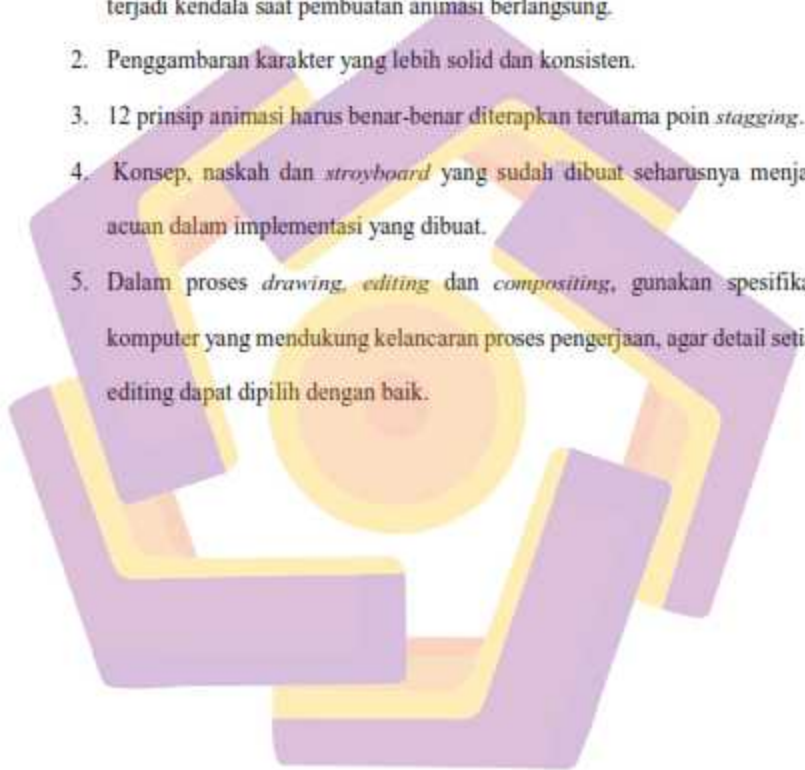 terjadi kendala saat pembuatan animasi berlangsung.
2. Penggambaran karakter yang lebih solid dan konsisten.
3. 12 prinsip animasi harus benar-benar diterapkan terutama poin stagging.
4. Konsep, naskah dan stroyboard yang sudah dibuat seharusnya menja
acuan dalam implementasi yang dibuat.
5. Dalam proses drawing, editing dan compositing, gunakan spesifika
komputer yang mendukung kelancaran proses pengerjaan, agar detail seti
editing dapat dipilih dengan baik.